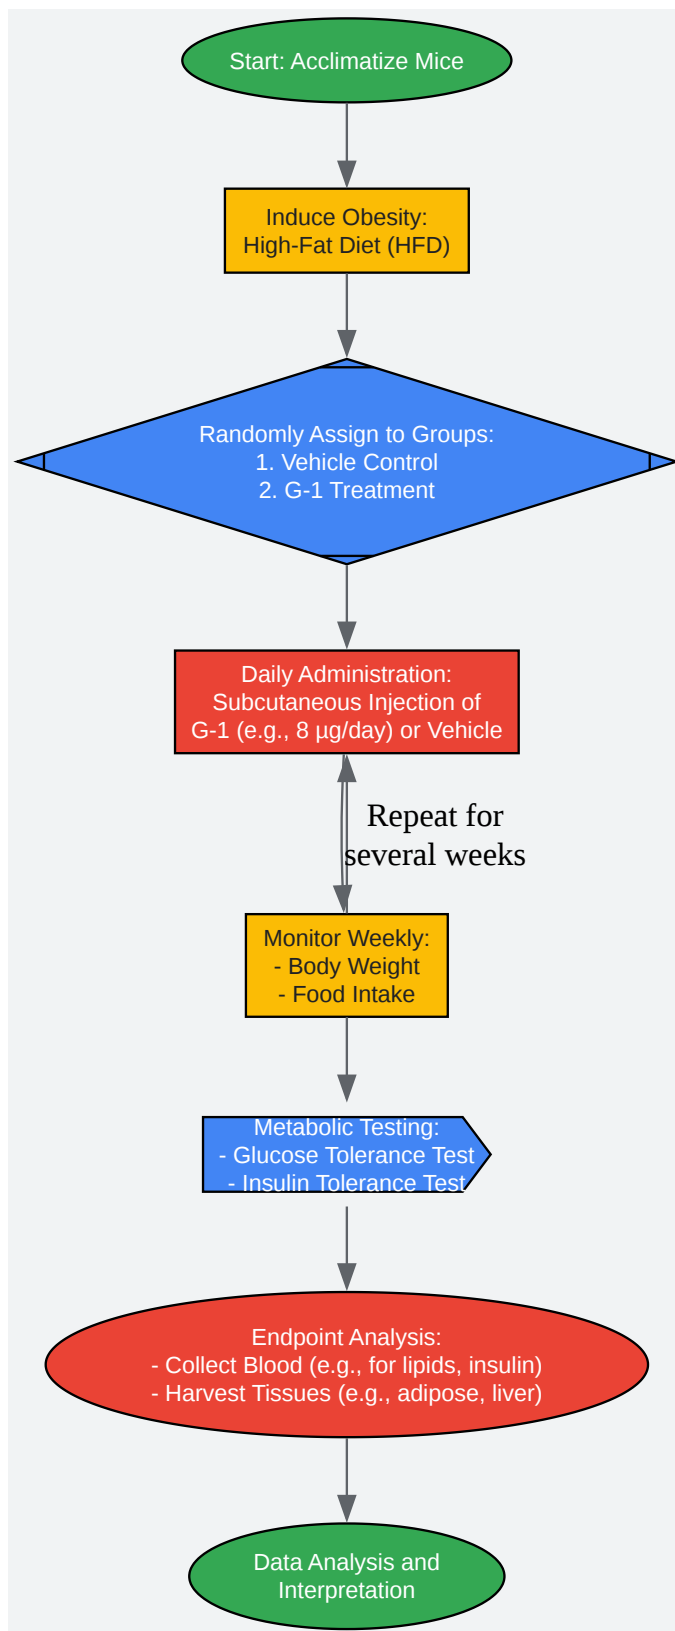 Start: Acclimatize Mice
Induce Obesity:
High-Fat Diet (HFD)
Randomly Assign to Groups:
1. Vehicle Control
2. G-1 Treatment
Daily Administration:
Subcutaneous Injection of
G-1 (e.g., 8 µg/day) or Vehicle
Repeat for
several weeks
Monitor Weekly:
- Body Weight
- Food Intake
Metabolic Testing:
- Glucose Tolerance Test
- Insulin Tolerance Test
Endpoint Analysis:
- Collect Blood (e.g., for lipids, insulin)
- Harvest Tissues (e.g., adipose, liver)
Data Analysis and
Interpretation